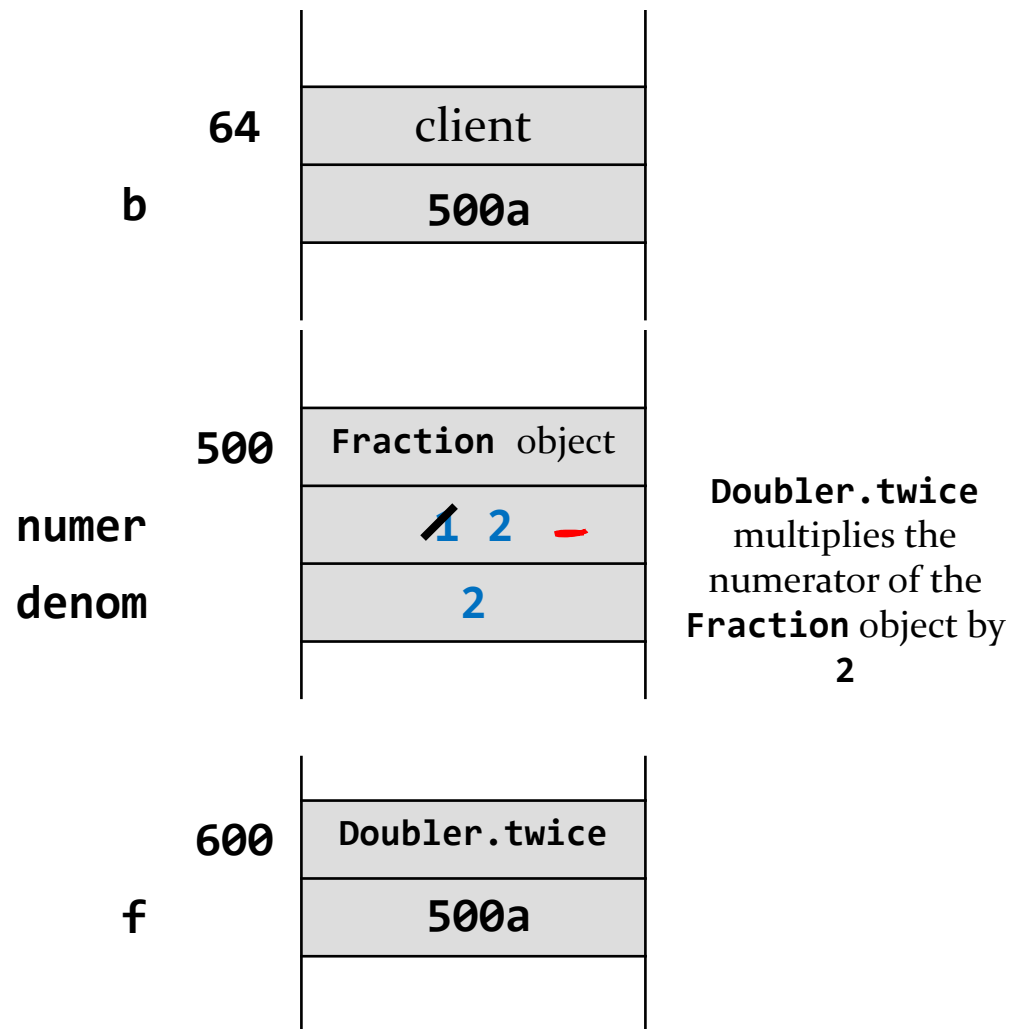 64 client
b 500a
500 Fraction object
numer 1 2
denom 2
Doubler.twice
multiplies the
numerator of the
Fraction object by
2
600 Doubler.twice
f 500a